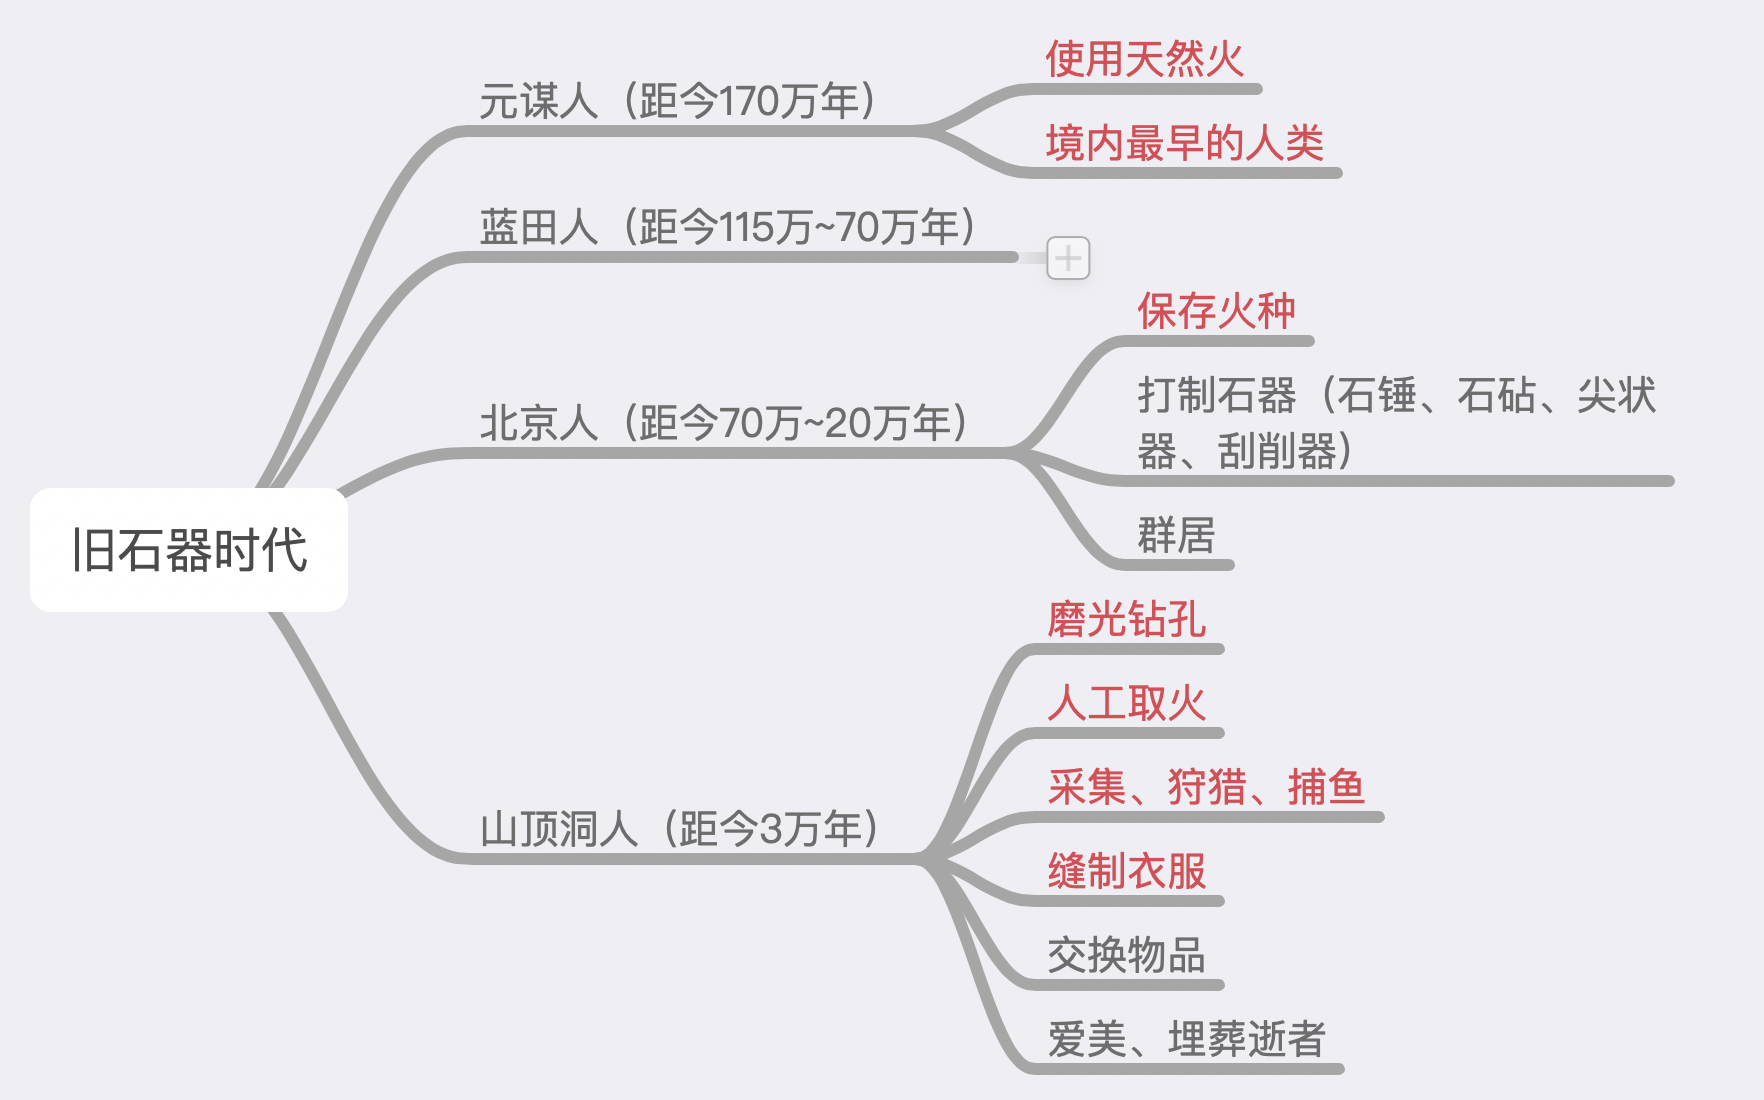 旧石器时代
元谋人（距今170万年）
使用天然火
境内最早的人类
蓝田人（距今115万~70万年）
北京人（距今70万~20万年）
保存火种
打制石器（石锤、石砧、尖状
器、刮削器）
群居
山顶洞人（距今3万年）
磨光钻孔
人工取火
采集、狩猎、捕鱼
缝制衣服
交换物品
爱美、埋葬逝者